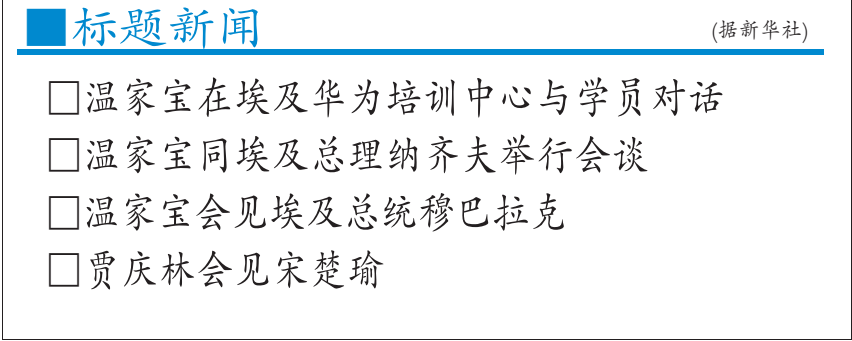 ■标题新闻
(据新华社)
□温家宝在埃及华为培训中心与学员对话
□温家宝同埃及总理纳齐夫举行会谈
□温家宝会见埃及总统穆巴拉克
□贾庆林会见宋楚瑜